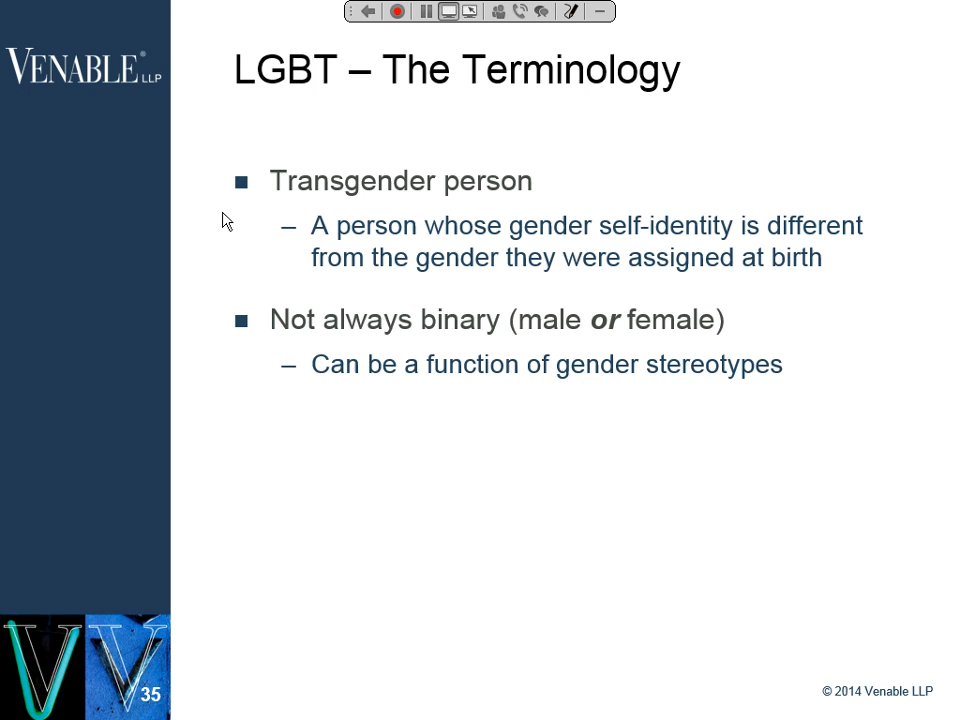 VENABLE® LLP
LGBT – The Terminology
■ Transgender person
– A person whose gender self-identity is different
from the gender they were assigned at birth
■ Not always binary (male or female)
– Can be a function of gender stereotypes
35
© 2014 Venable LLP